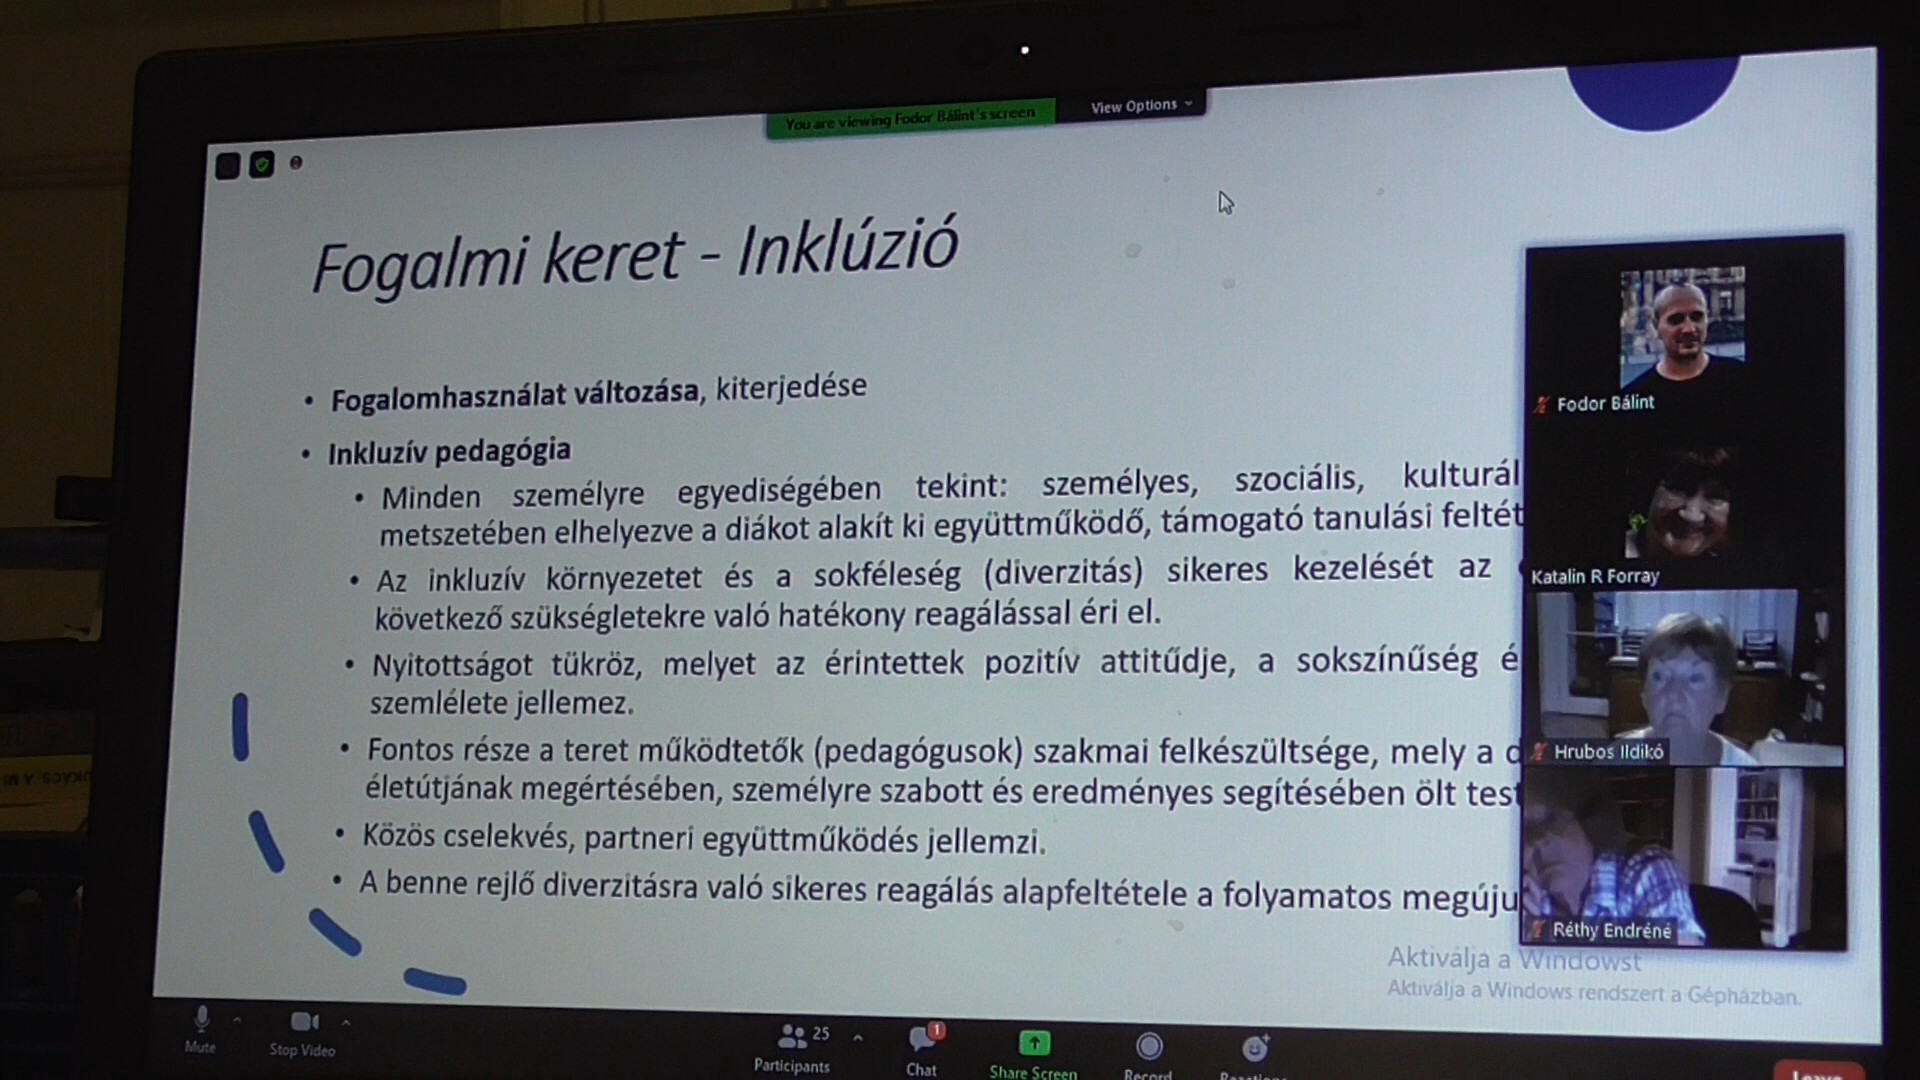 You are viewing Fodor Bálint's screen
View Options
Fogalmi keret - Inklúzió
• Fogalomhasználat változása, kiterjedése
• Inkluzív pedagógia
• Minden személyre egyediségében tekint: személyes, szociális, kulturál
metszetében elhelyezve a diákot alakít ki együttműködő, támogató tanulási feltét
• Az inkluzív környezetet és a sokféleség (diverzitás) sikeres kezelését az
következő szükségletekre való hatékony reagálással éri el.
• Nyitottságot tükröz, melyet az érintettek pozitív attitűdje, a sokszínűség é
szemlélete jellemez.
• Fontos része a teret működtetők (pedagógusok) szakmai felkészültsége, mely a d
életútjának megértésében, személyre szabott és eredményes segítésében ölt test
• Közös cselekvés, partneri együttműködés jellemzi.
• A benne rejlő diverzitásra való sikeres reagálás alapfeltétele a folyamatos megúju
Fodor Bálint
Katalin R Forray
Hrubos Ildikó
Réthy Endréné
Aktiválja a Windowst
Aktiválja a Windows rendszert a Gépházban.
Mute
Stop Video
25
Participants
1
Chat
Share Screen
Record
Leave